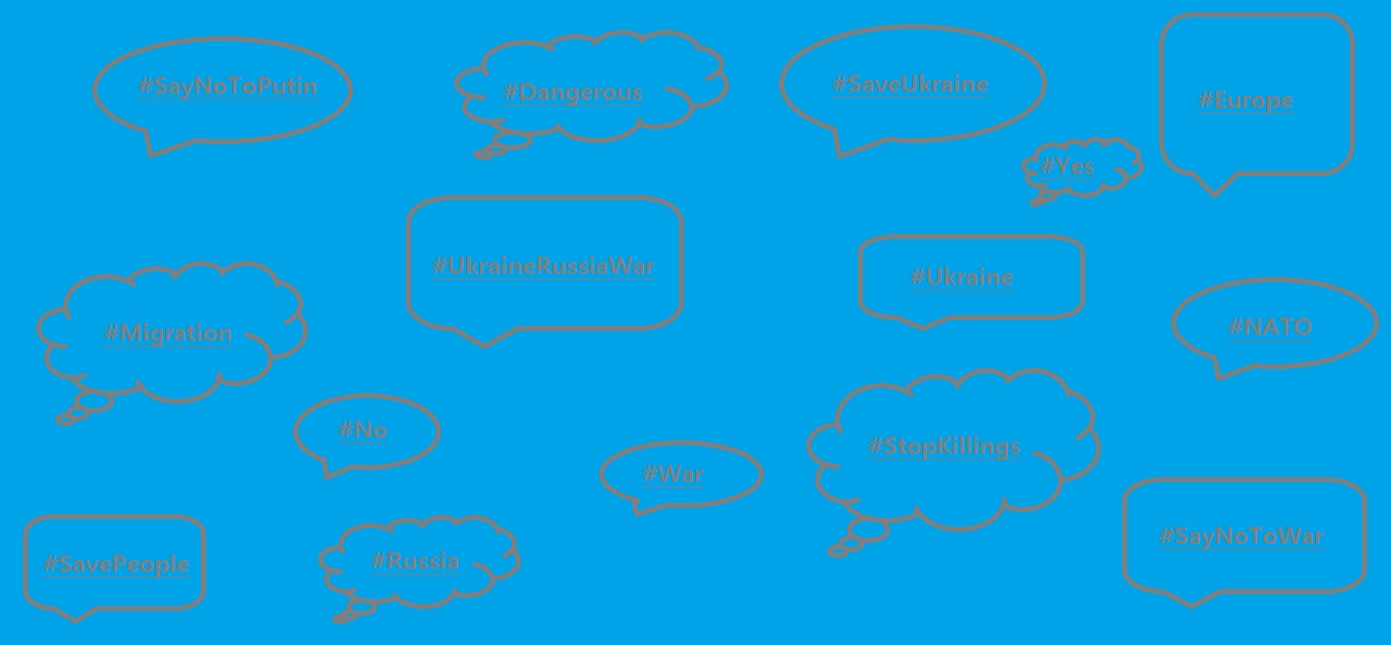 #SayNoToPutin
#Dangerous
#SaveUkraine
#Europe
#Yes
#UkraineRussiaWar
#Ukraine
#NATO
#Migration
#No
#StopKillings
#War
#SayNoToWar
#SavePeople
#Russia